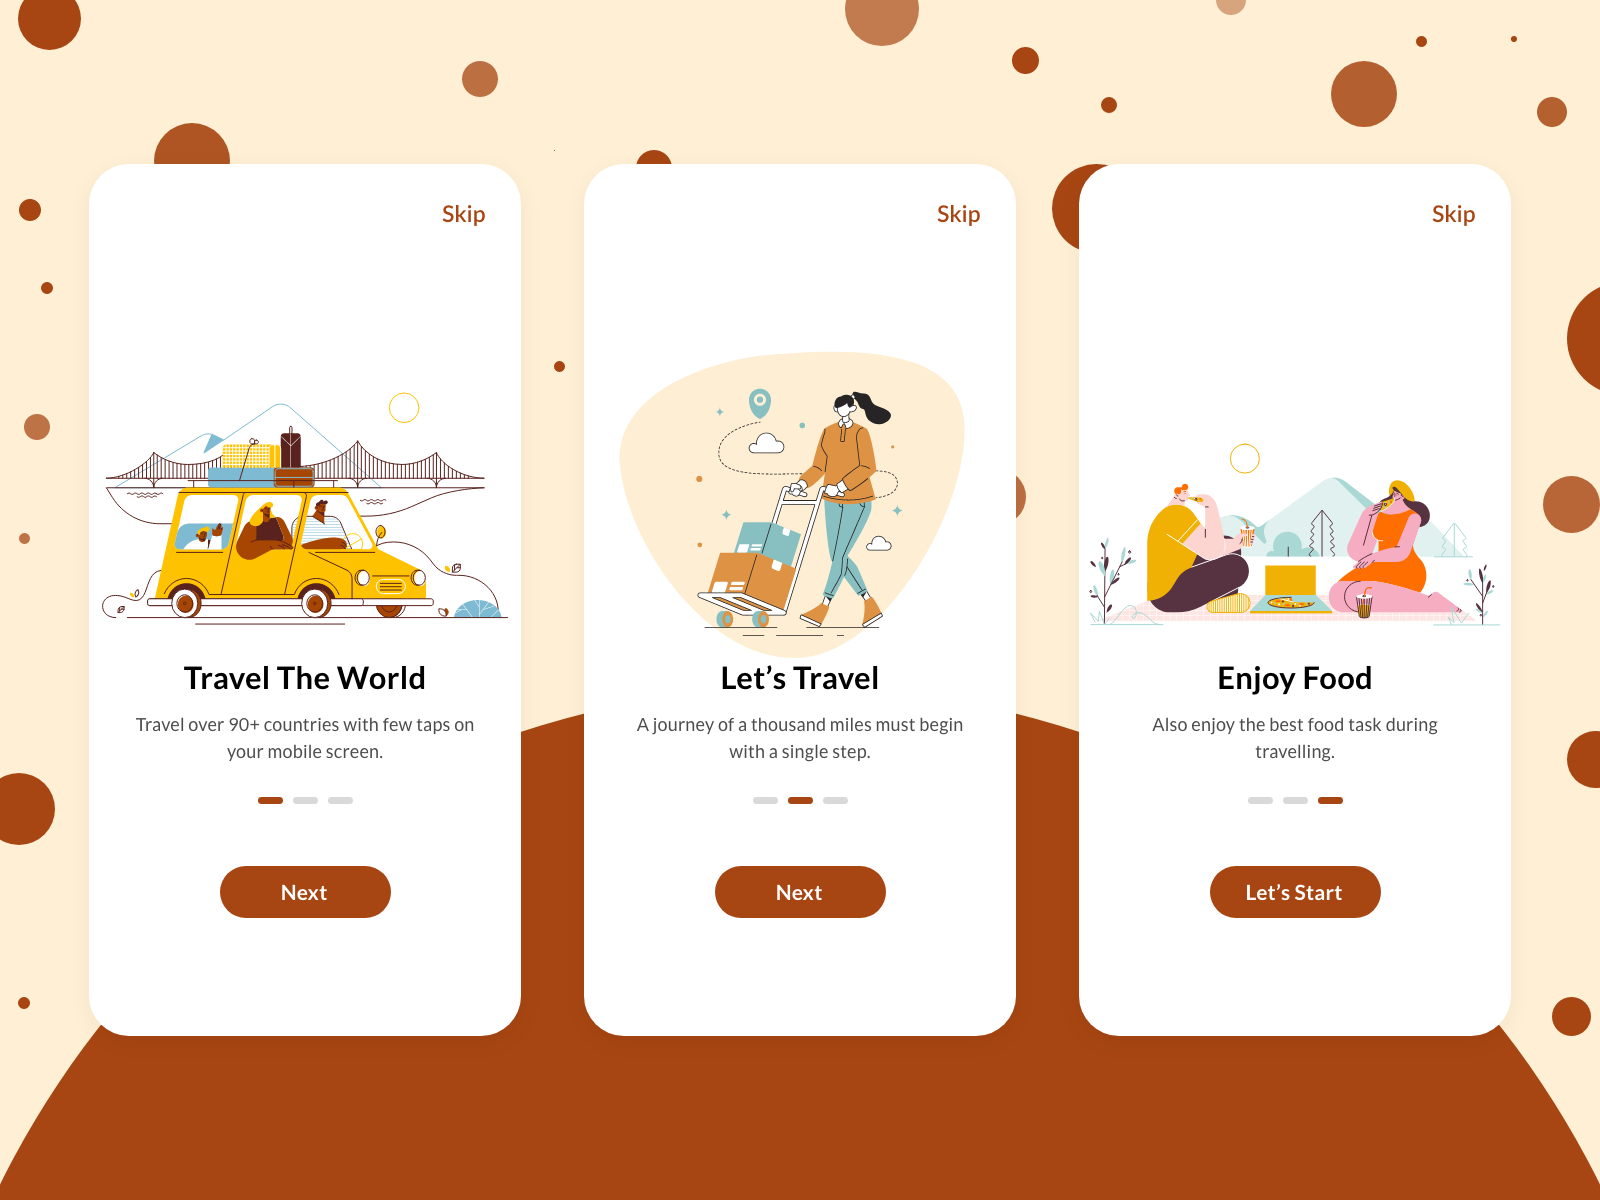 Skip
Travel The World
Travel over 90+ countries with few taps on
your mobile screen.
Next
Skip
Let’s Travel
A journey of a thousand miles must begin
with a single step.
Next
Skip
Enjoy Food
Also enjoy the best food task during
travelling.
Let’s Start